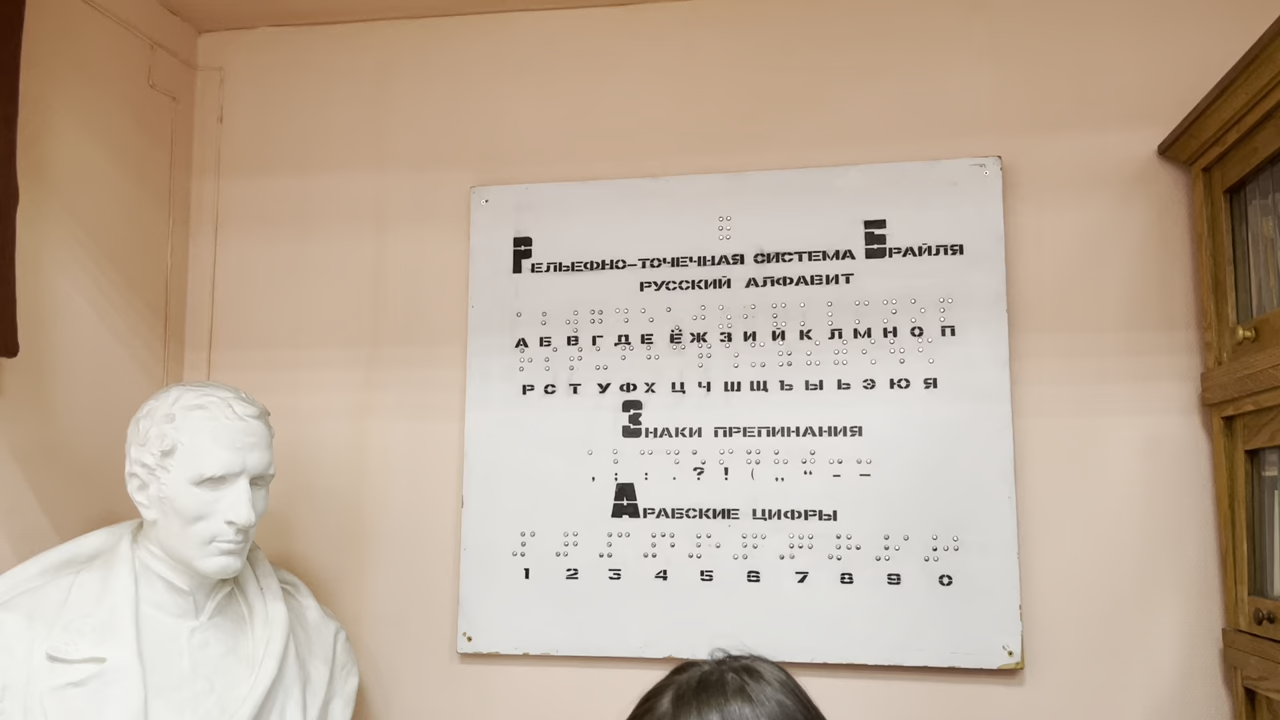 Рельефно-точечная система Брайля
русский алфавит
А Б В Г Д Е Ё Ж З И Й К Л М Н О П
Р С Т У Ф Х Ц Ч Ш Щ Ъ Ы Ь Э Ю Я
Знаки препинания
, ; : . ? ! ( „ “ – =
Арабские цифры
1 2 3 4 5 6 7 8 9 0